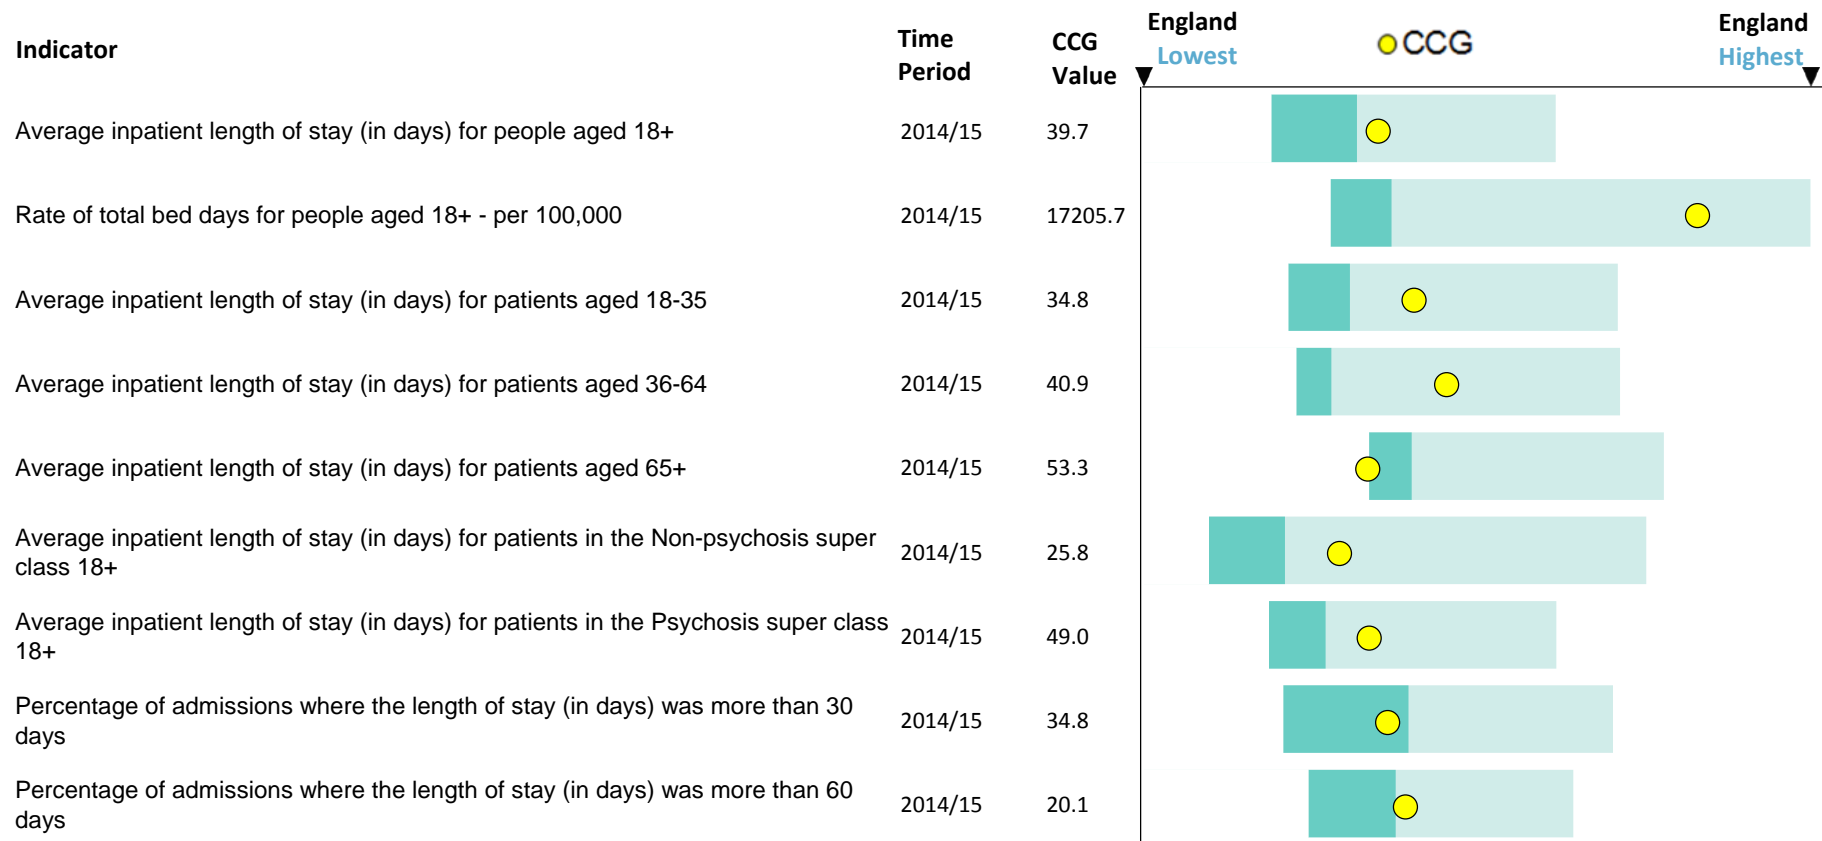 Indicator
Time
Period
CCG
Value
England
Lowest
CCG
England
Highest
Average inpatient length of stay (in days) for people aged 18+ 2014/15 39.7
Rate of total bed days for people aged 18+ - per 100,000 2014/15 17205.7
Average inpatient length of stay (in days) for patients aged 18-35 2014/15 34.8
Average inpatient length of stay (in days) for patients aged 36-64 2014/15 40.9
Average inpatient length of stay (in days) for patients aged 65+ 2014/15 53.3
Average inpatient length of stay (in days) for patients in the Non-psychosis super
class 18+
2014/15 25.8
Average inpatient length of stay (in days) for patients in the Psychosis super class
18+
2014/15 49.0
Percentage of admissions where the length of stay (in days) was more than 30
days
2014/15 34.8
Percentage of admissions where the length of stay (in days) was more than 60
days
2014/15 20.1